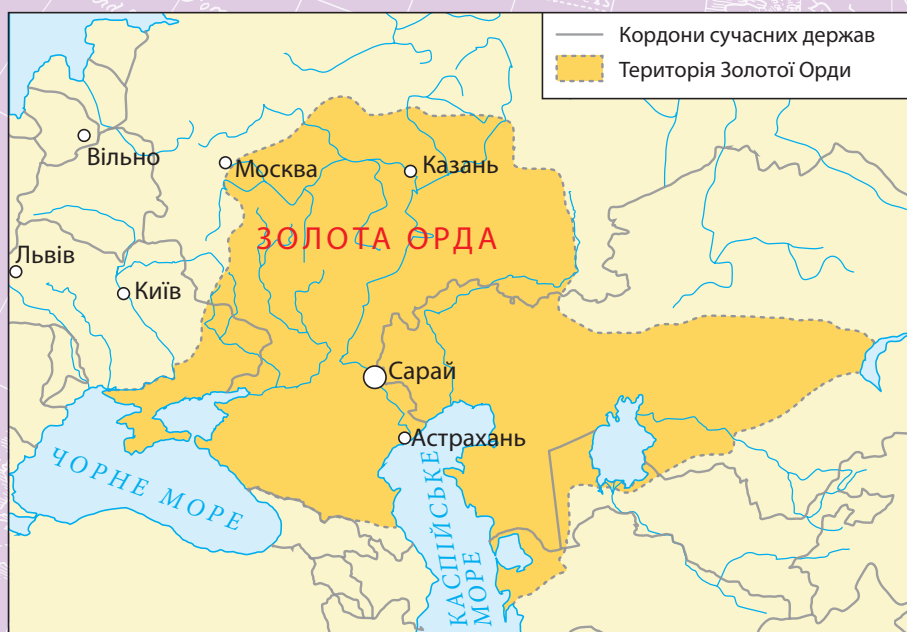 Кордони сучасних держав
Територія Золотої Орди
Вільно
Москва
Казань
ЗОЛОТА ОРДА
Львів
Київ
Сарай
Астрахань
ЧОРНЕ МОРЕ
КАСПІЙСЬКЕ
МОРЕ